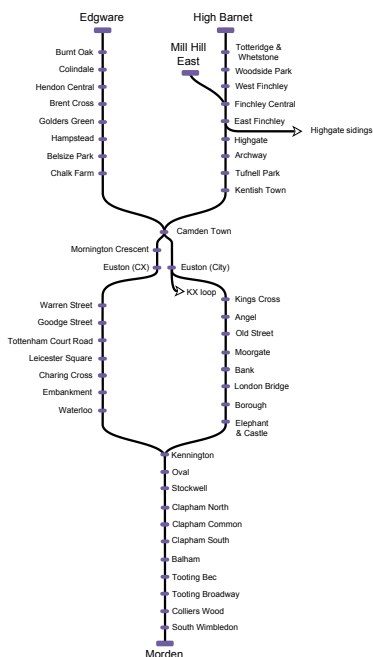 Edgware
High Barnet
Mill Hill
East
Burnt Oak
Colindale
Hendon Central
Brent Cross
Golders Green
Hampstead
Belsize Park
Chalk Farm
Totteridge &
Whetstone
Woodside Park
West Finchley
Finchley Central
East Finchley
Highgate sidings
Highgate
Archway
Tufnell Park
Kentish Town
Camden Town
Mornington Crescent
Euston (CX)
Euston (City)
KX loop
Warren Street
Goodge Street
Tottenham Court Road
Leicester Square
Charing Cross
Embankment
Waterloo
Kings Cross
Angel
Old Street
Moorgate
Bank
London Bridge
Borough
Elephant
& Castle
Kennington
Oval
Stockwell
Clapham North
Clapham Common
Clapham South
Balham
Tooting Bec
Tooting Broadway
Colliers Wood
South Wimbledon
Morden